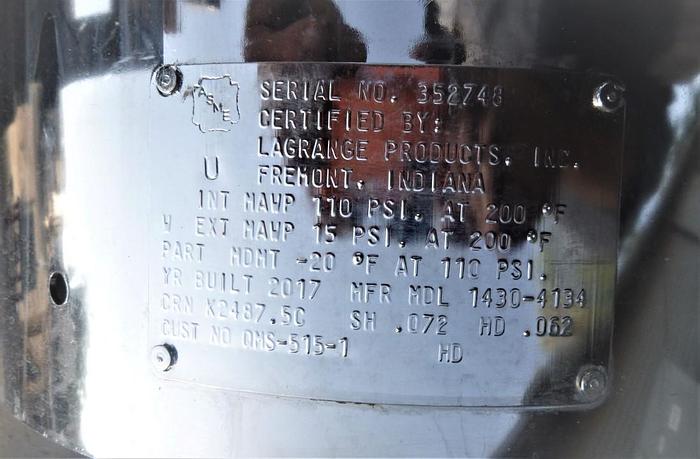 ASME
SERIAL NO. 352748
CERTIFIED BY:
LAGRANGE PRODUCTS, INC.
U FREMONT, INDIANA
INT MAWP 110 PSI. AT 200 °F
W EXT MAWP 15 PSI. AT 200 °F
PART MDMT -20 °F AT 110 PSI.
YR BUILT 2017 MFR MDL 1430-4134
CRN K2487.5C SH .072 HD .062
CUST NO QMS-515-1 HD